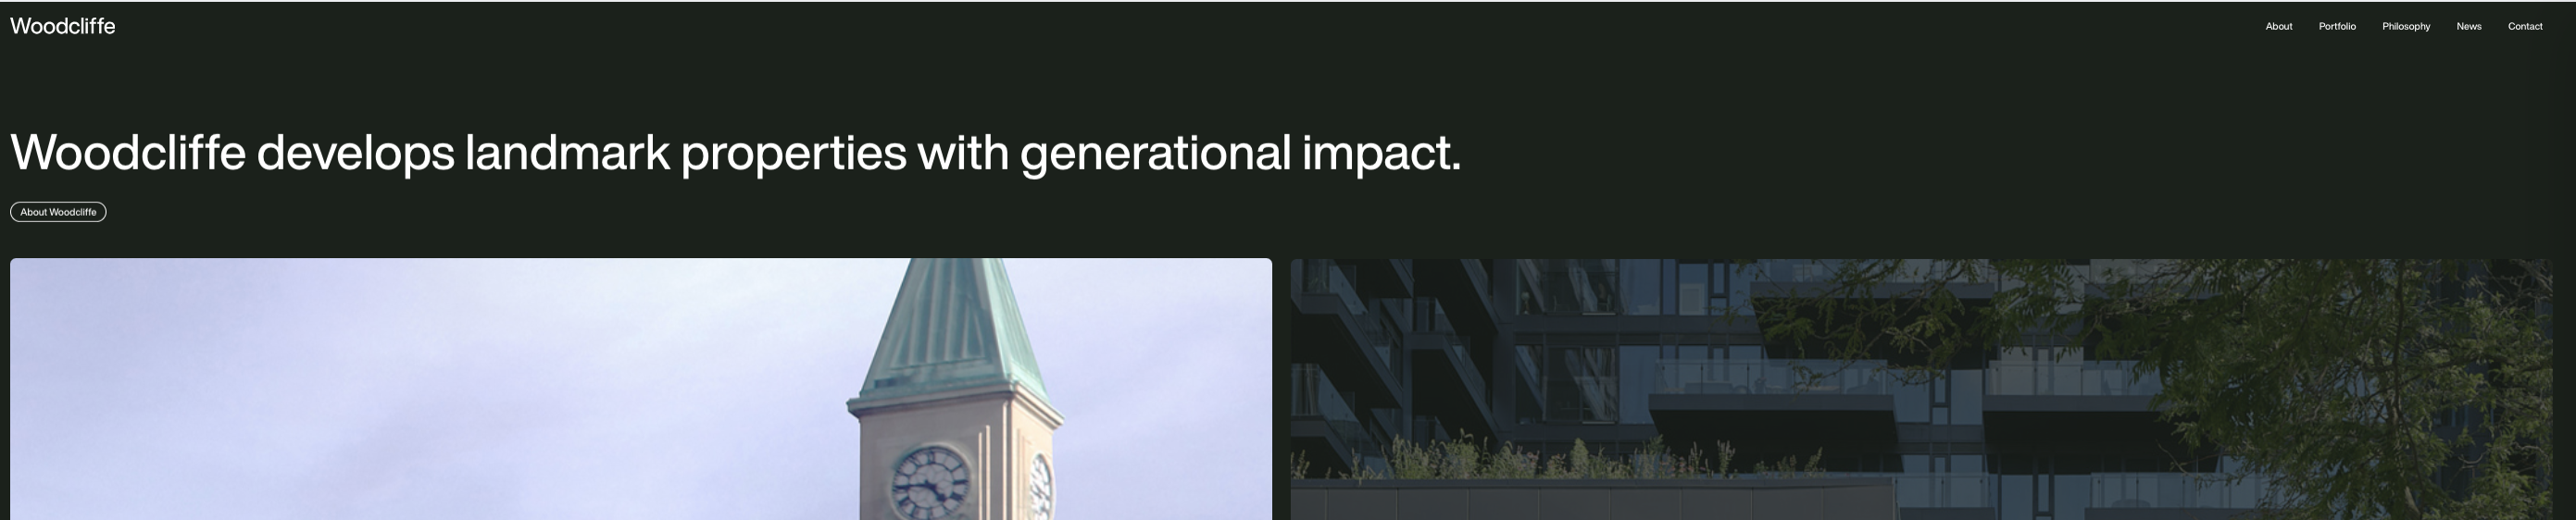 Woodcliffe
About Portfolio Philosophy News Contact
Woodcliffe develops landmark properties with generational impact.
About Woodcliffe